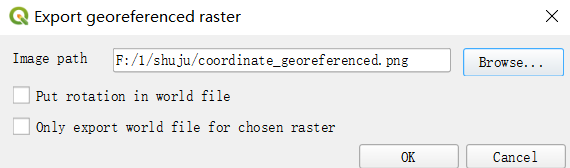 Export georeferenced raster
Image path F:/1/shuju/coordinate_georeferenced.png Browse...
Put rotation in world file
Only export world file for chosen raster
OK Cancel